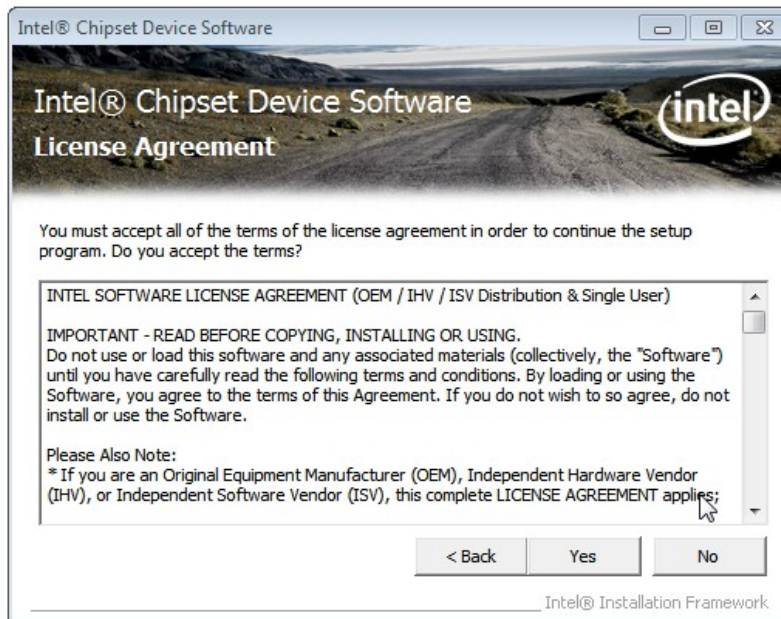 Intel® Chipset Device Software
Intel® Chipset Device Software
intel
License Agreement
You must accept all of the terms of the license agreement in order to continue the setup
program. Do you accept the terms?
INTEL SOFTWARE LICENSE AGREEMENT (OEM / IHV / ISV Distribution & Single User)
IMPORTANT - READ BEFORE COPYING, INSTALLING OR USING.
Do not use or load this software and any associated materials (collectively, the "Software")
until you have carefully read the following terms and conditions. By loading or using the
Software, you agree to the terms of this Agreement. If you do not wish to so agree, do not
install or use the Software.
Please Also Note:
* If you are an Original Equipment Manufacturer (OEM), Independent Hardware Vendor
(IHV), or Independent Software Vendor (ISV), this complete LICENSE AGREEMENT applies;
< Back
Yes
No
Intel® Installation Framework